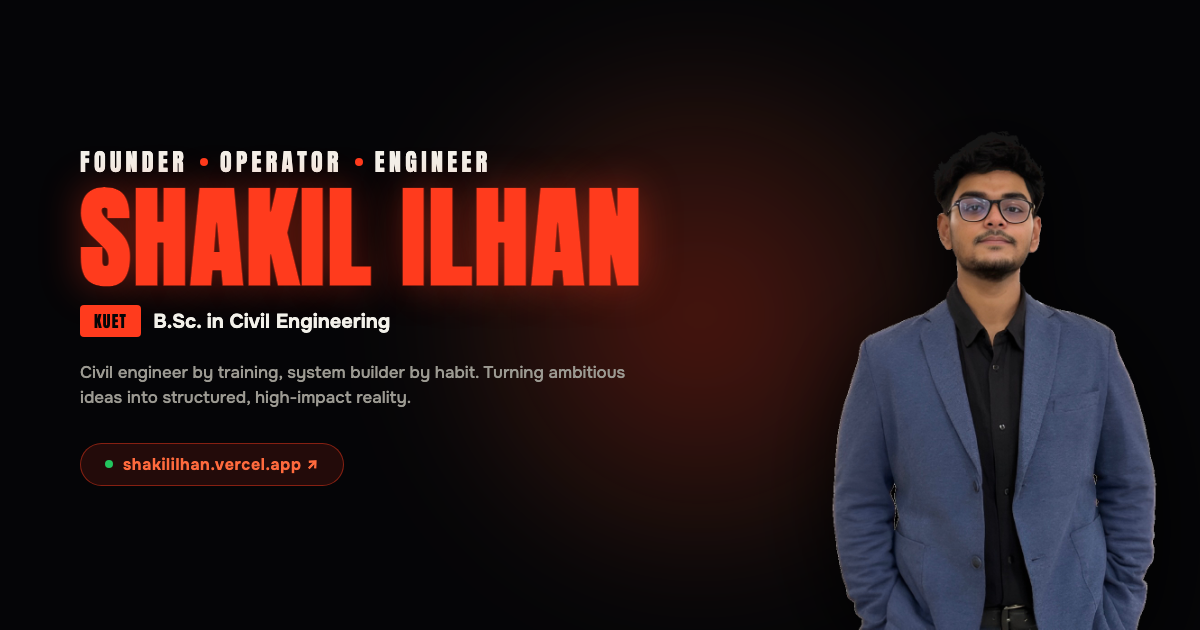 FOUNDER • OPERATOR • ENGINEER
SHAKIL ILHAN
KUET B.Sc. in Civil Engineering
Civil engineer by training, system builder by habit. Turning ambitious
ideas into structured, high-impact reality.
shakililhan.vercel.app ↗